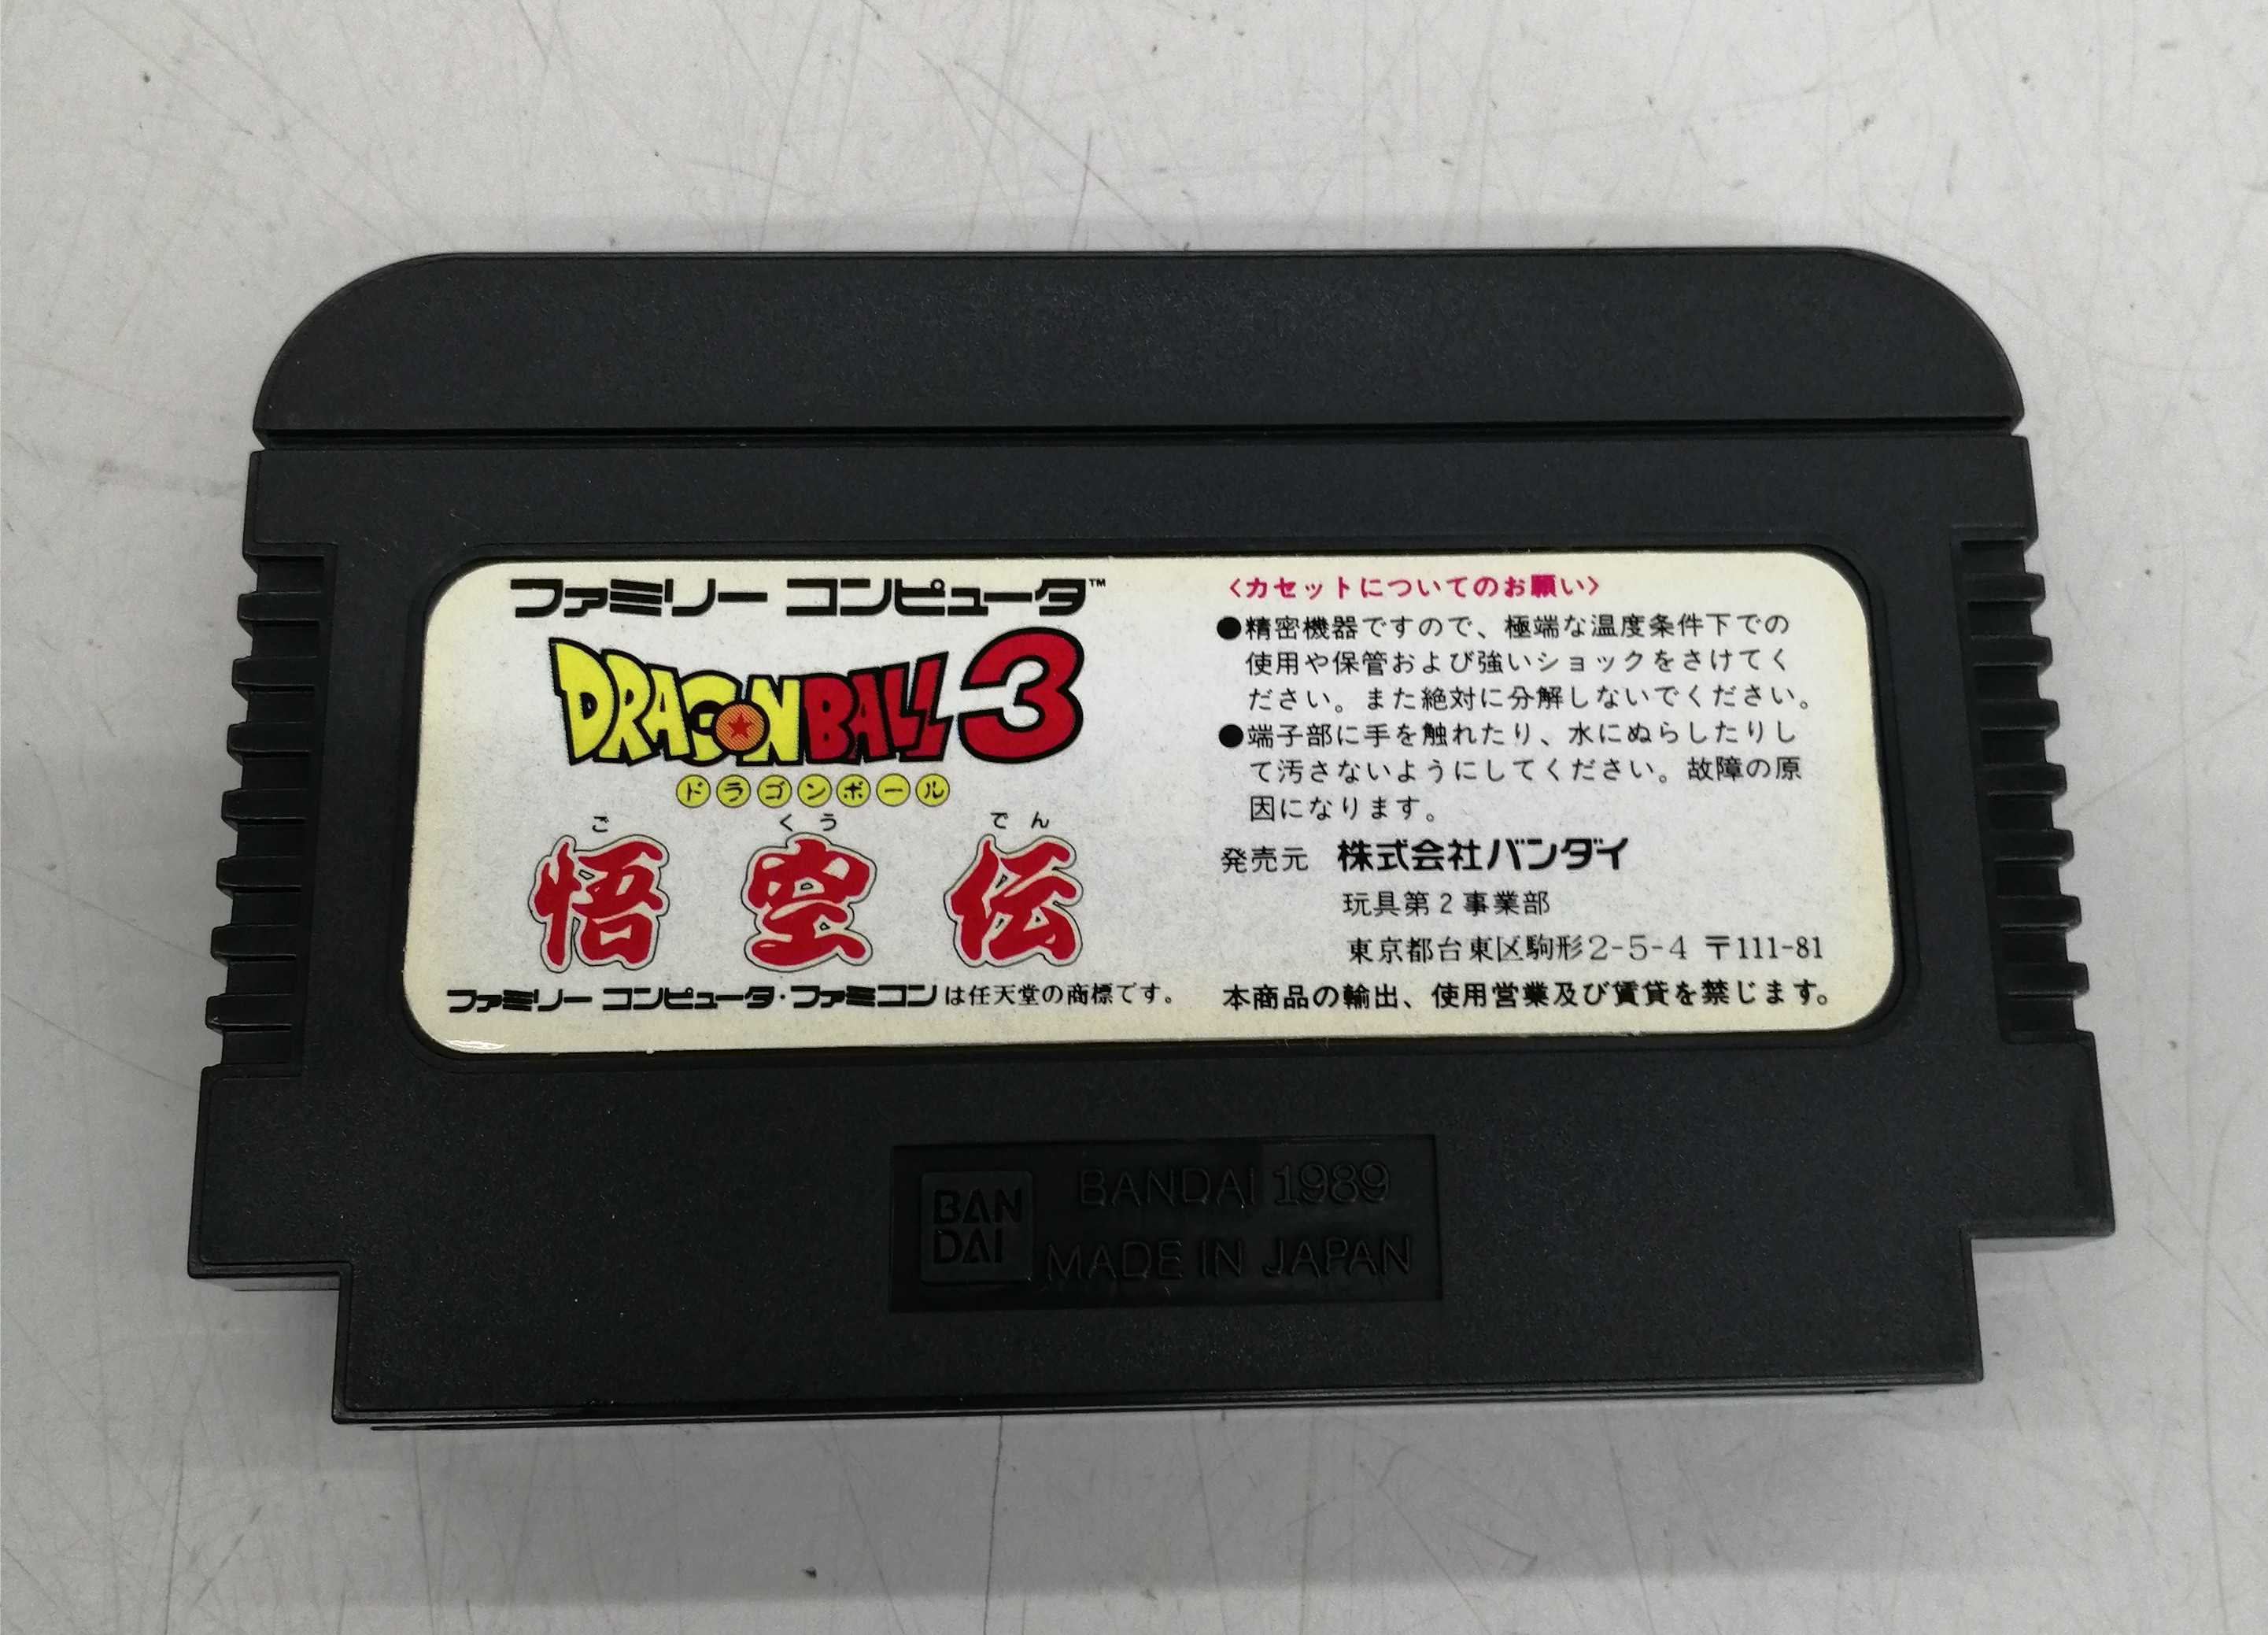 ファミリー コンピュータ™
DRAGONBALL3
ドラゴンボール
ご くう でん
悟空伝
ファミリー コンピュータ・ファミコンは任天堂の商標です。
〈カセットについてのお願い〉
●精密機器ですので、極端な温度条件下での
使用や保管および強いショックをさけてく
ださい。また絶対に分解しないでください。
●端子部に手を触れたり、水にぬらしたりし
て汚さないようにしてください。故障の原
因になります。
発売元 株式会社バンダイ
玩具第2事業部
東京都台東区駒形2-5-4 〒111-81
本商品の輸出、使用営業及び賃貸を禁じます。
BAN
DAI
BANDAI 1989
MADE IN JAPAN